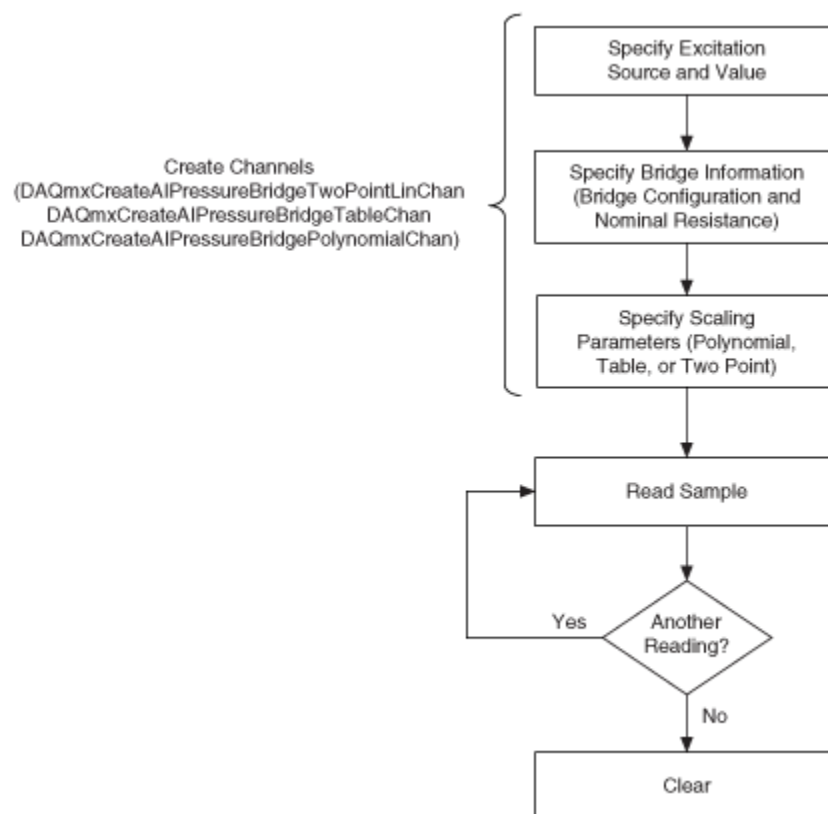 Specify Excitation
Source and Value
Create Channels
(DAQmxCreateAIPressureBridgeTwoPointLinChan
DAQmxCreateAIPressureBridgeTableChan
DAQmxCreateAIPressureBridgePolynomialChan)
Specify Bridge Information
(Bridge Configuration and
Nominal Resistance)
Specify Scaling
Parameters (Polynomial,
Table, or Two Point)
Read Sample
Yes
Another
Reading?
No
Clear